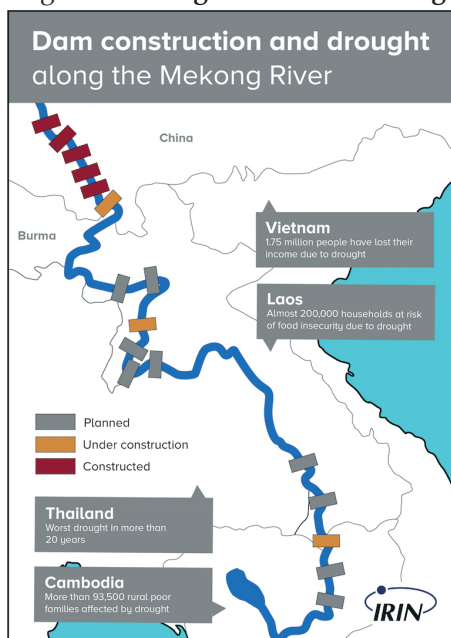 Dam construction and drought
along the Mekong River
China
Burma
Vietnam
1.75 million people have lost their
income due to drought
Laos
Almost 200,000 households at risk
of food insecurity due to drought
Planned
Under construction
Constructed
Thailand
Worst drought in more than
20 years
Cambodia
More than 93,500 rural poor
families affected by drought
IRIN